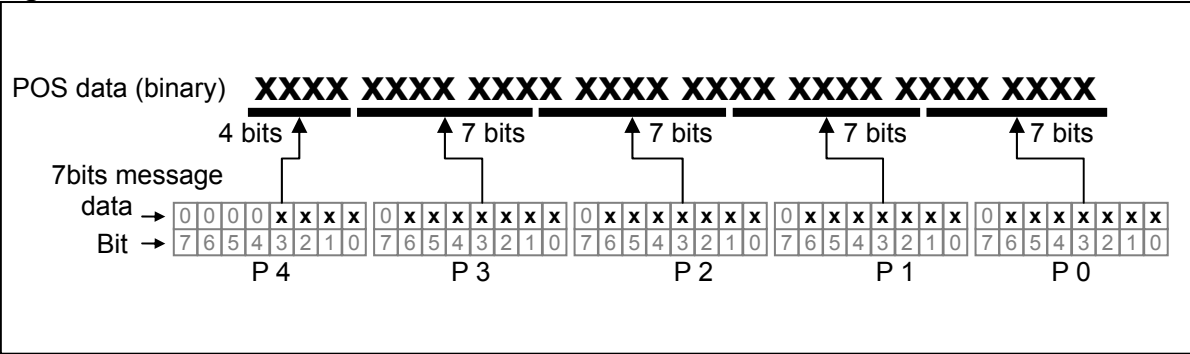 POS data (binary) XXXX XXXX XXXX XXXX XXXX XXXX XXXX XXXX
4 bits 7 bits 7 bits 7 bits 7 bits
7bits message
data → 0 0 0 0 x x x x 0 x x x x x x x 0 x x x x x x x 0 x x x x x x x 0 x x x x x x x
Bit → 7 6 5 4 3 2 1 0 7 6 5 4 3 2 1 0 7 6 5 4 3 2 1 0 7 6 5 4 3 2 1 0 7 6 5 4 3 2 1 0
P 4 P 3 P 2 P 1 P 0